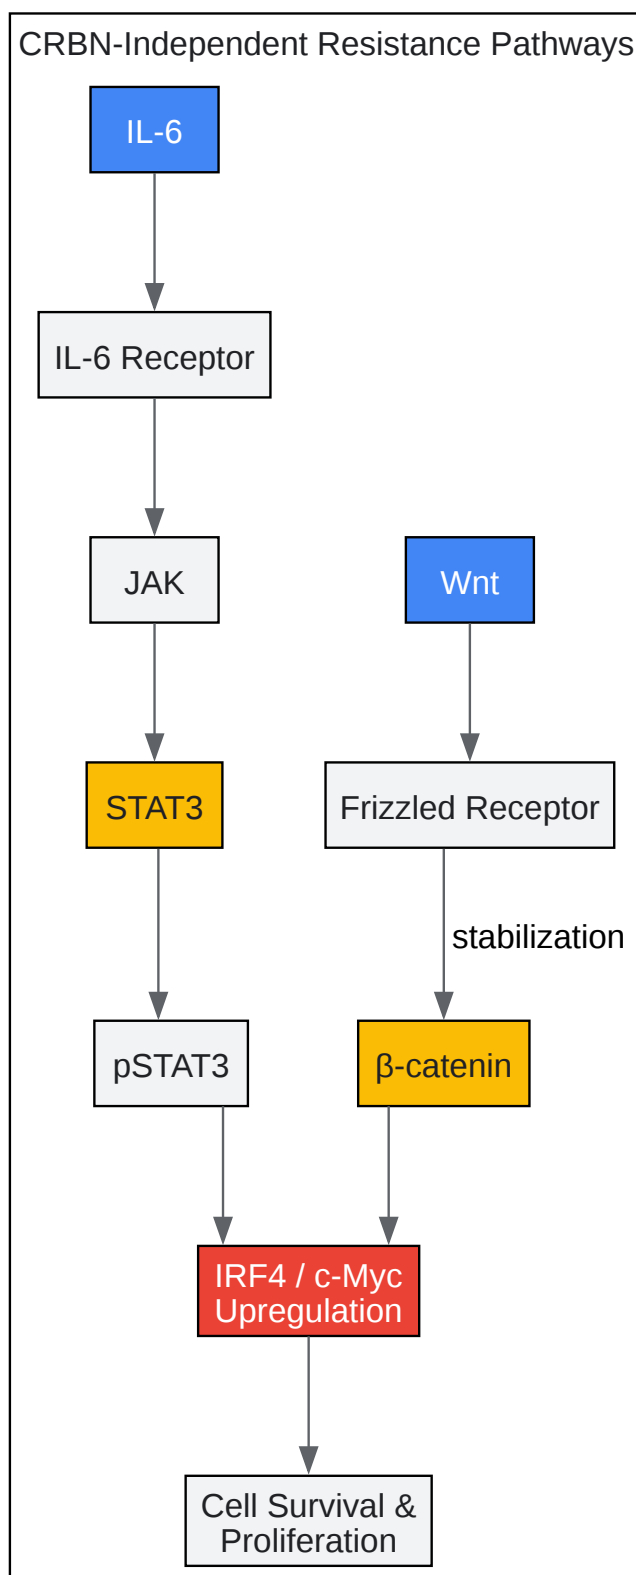 CRBN-Independent Resistance Pathways
IL-6
IL-6 Receptor
JAK
Wnt
STAT3
Frizzled Receptor
stabilization
pSTAT3
β-catenin
IRF4 / c-Myc
Upregulation
Cell Survival &
Proliferation